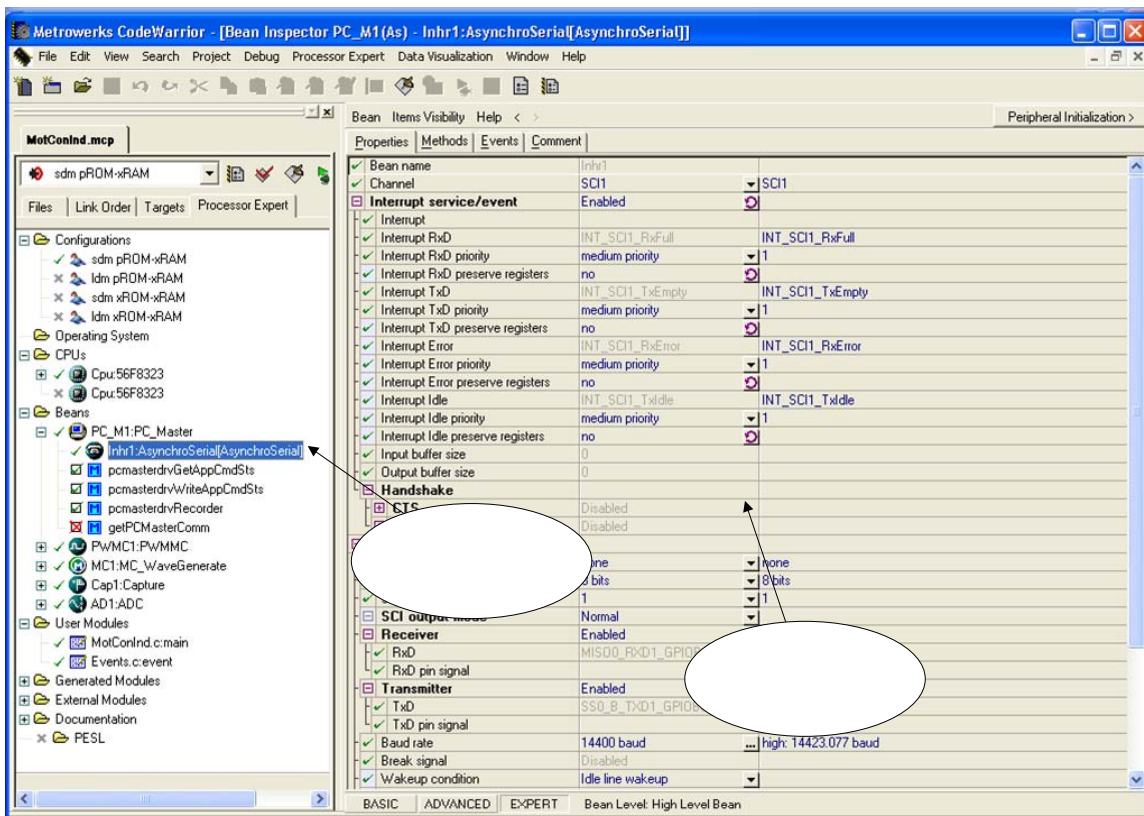 Metrowerks CodeWarrior - [Bean Inspector PC_M1(As) - Inhr1:AsynchroSerial[AsynchroSerial]]
File Edit View Search Project Debug Processor Expert Data Visualization Window Help
MotConInd.mcp
sdm pROM-xRAM
Files Link Order Targets Processor Expert
Configurations
sdm pROM-xRAM
ldm pROM-xRAM
sdm xROM-xRAM
ldm xROM-xRAM
Operating System
CPUs
Cpu:56F8323
Cpu:56F8323
Beans
PC_M1:PC_Master
Inhr1:AsynchroSerial[AsynchroSerial]
pcmasterdrvGetAppCmdSts
pcmasterdrvWriteAppCmdSts
pcmasterdrvRecorder
getPCMasterComm
PWMC1:PWMMC
MC1:MC_WaveGenerate
Cap1:Capture
AD1:ADC
User Modules
MotConInd.c:main
Events.c:event
Generated Modules
External Modules
Documentation
PESL
Bean Items Visibility Help < >
Peripheral Initialization >
Properties Methods Events Comment
Bean name Inhr1
Channel SCI1 SCI1
Interrupt service/event Enabled
Interrupt
Interrupt RxD INT_SCI1_RxFull INT_SCI1_RxFull
Interrupt RxD priority medium priority 1
Interrupt RxD preserve registers no
Interrupt TxD INT_SCI1_TxEmpty INT_SCI1_TxEmpty
Interrupt TxD priority medium priority 1
Interrupt TxD preserve registers no
Interrupt Error INT_SCI1_RxError INT_SCI1_RxError
Interrupt Error priority medium priority 1
Interrupt Error preserve registers no
Interrupt Idle INT_SCI1_TxIdle INT_SCI1_TxIdle
Interrupt Idle priority medium priority 1
Interrupt Idle preserve registers no
Input buffer size 0
Output buffer size 0
Handshake
CTS Disabled
Disabled
none
bits 8 bits
1 1
SCI output mode Normal
Receiver Enabled
RxD MISO0_RXD1_GPIO
RxD pin signal
Transmitter Enabled
TxD SS0_B_TXD1_GPIO
TxD pin signal
Baud rate 14400 baud ... high: 14423.077 baud
Break signal Disabled
Wakeup condition Idle line wakeup
BASIC ADVANCED EXPERT Bean Level: High Level Bean